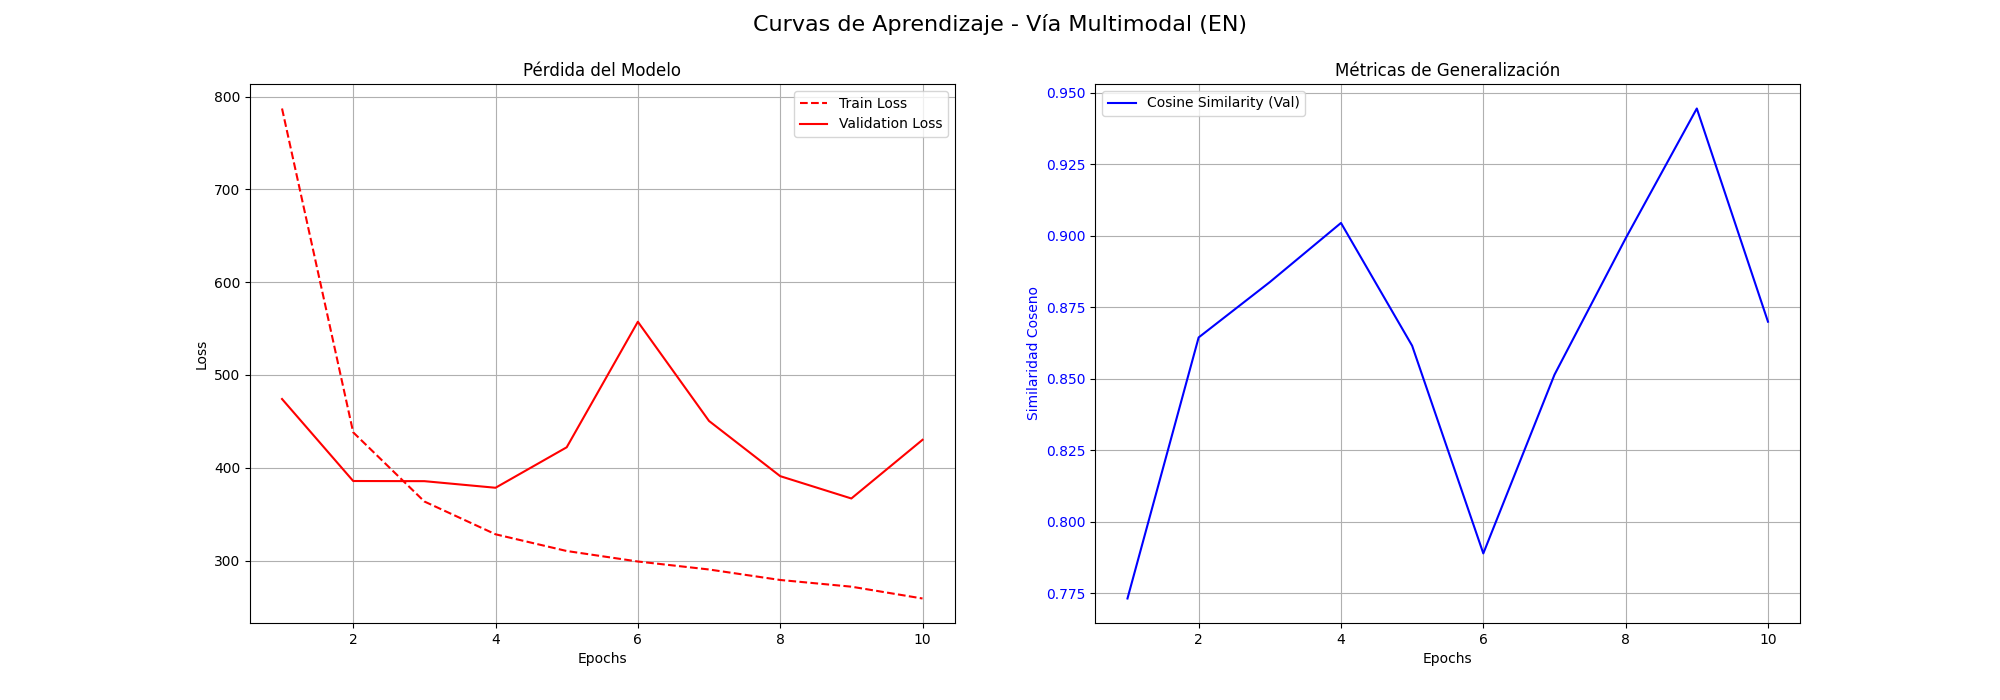 Curvas de Aprendizaje - Vía Multimodal (EN)
Pérdida del Modelo
Train Loss
Validation Loss
800
700
600
500
400
300
Loss
2
4
6
8
10
Epochs
Métricas de Generalización
Cosine Similarity (Val)
0.950
0.925
0.900
0.875
0.850
0.825
0.800
0.775
Similaridad Coseno
2
4
6
8
10
Epochs